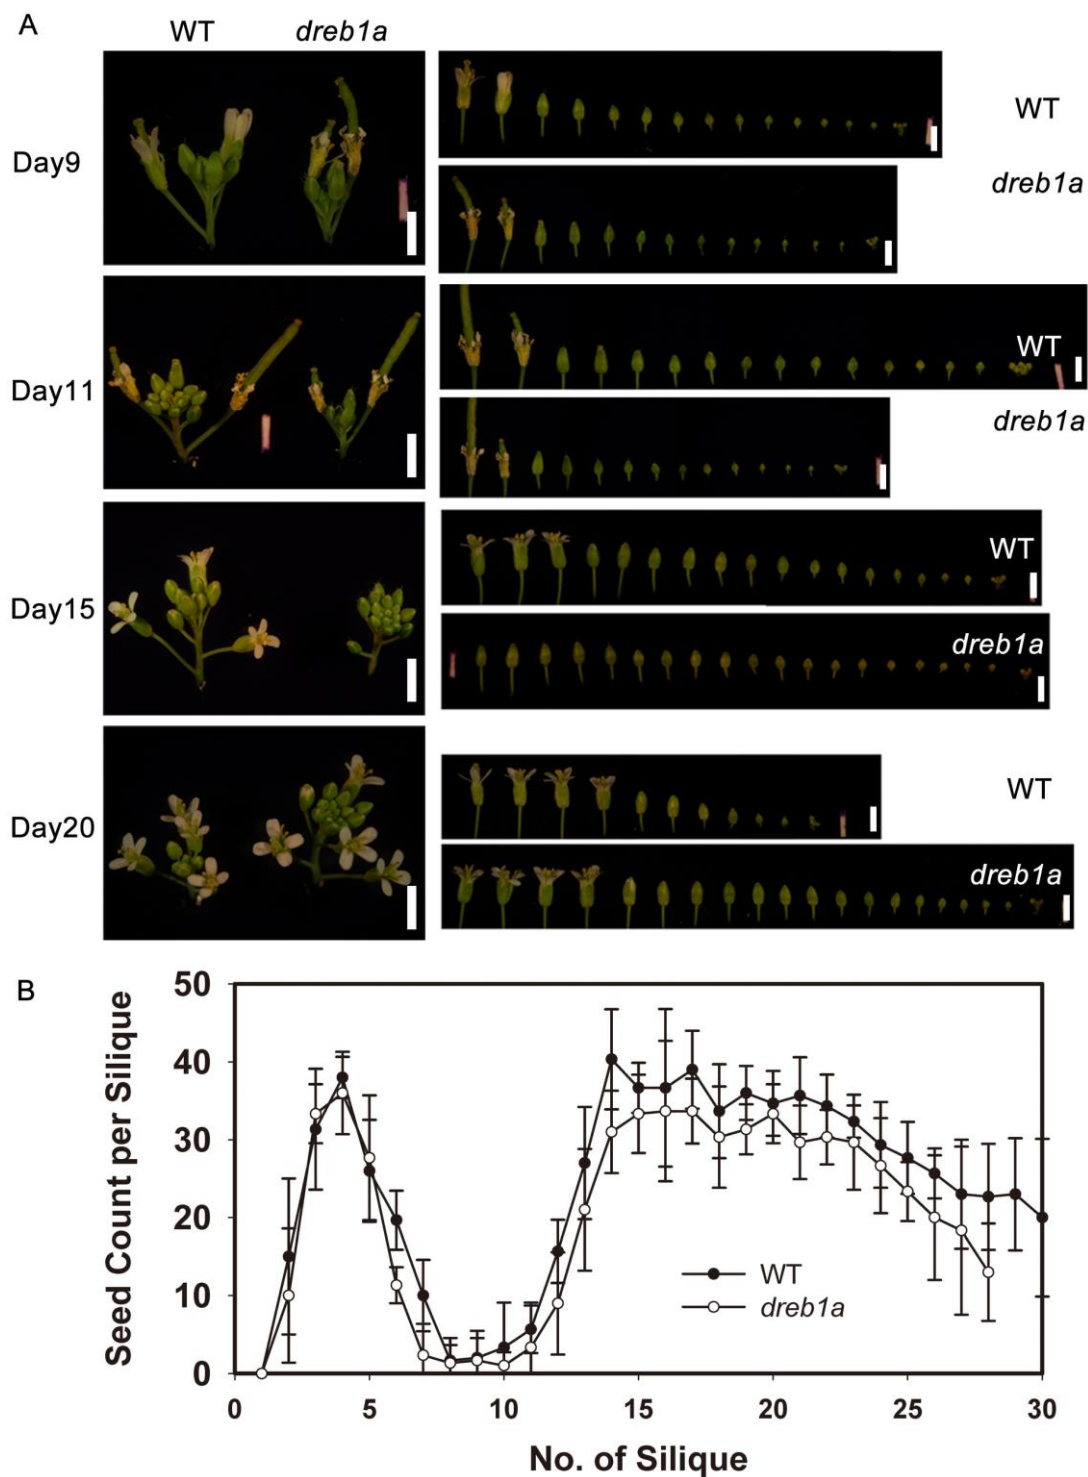 A
WT dreb1a
Day9
WT
dreb1a
Day11
WT
dreb1a
Day15
WT
dreb1a
Day20
WT
dreb1a
B
50
40
30
20
10
0
Seed Count per Silique
WT
dreb1a
0 5 10 15 20 25 30
No. of Silique